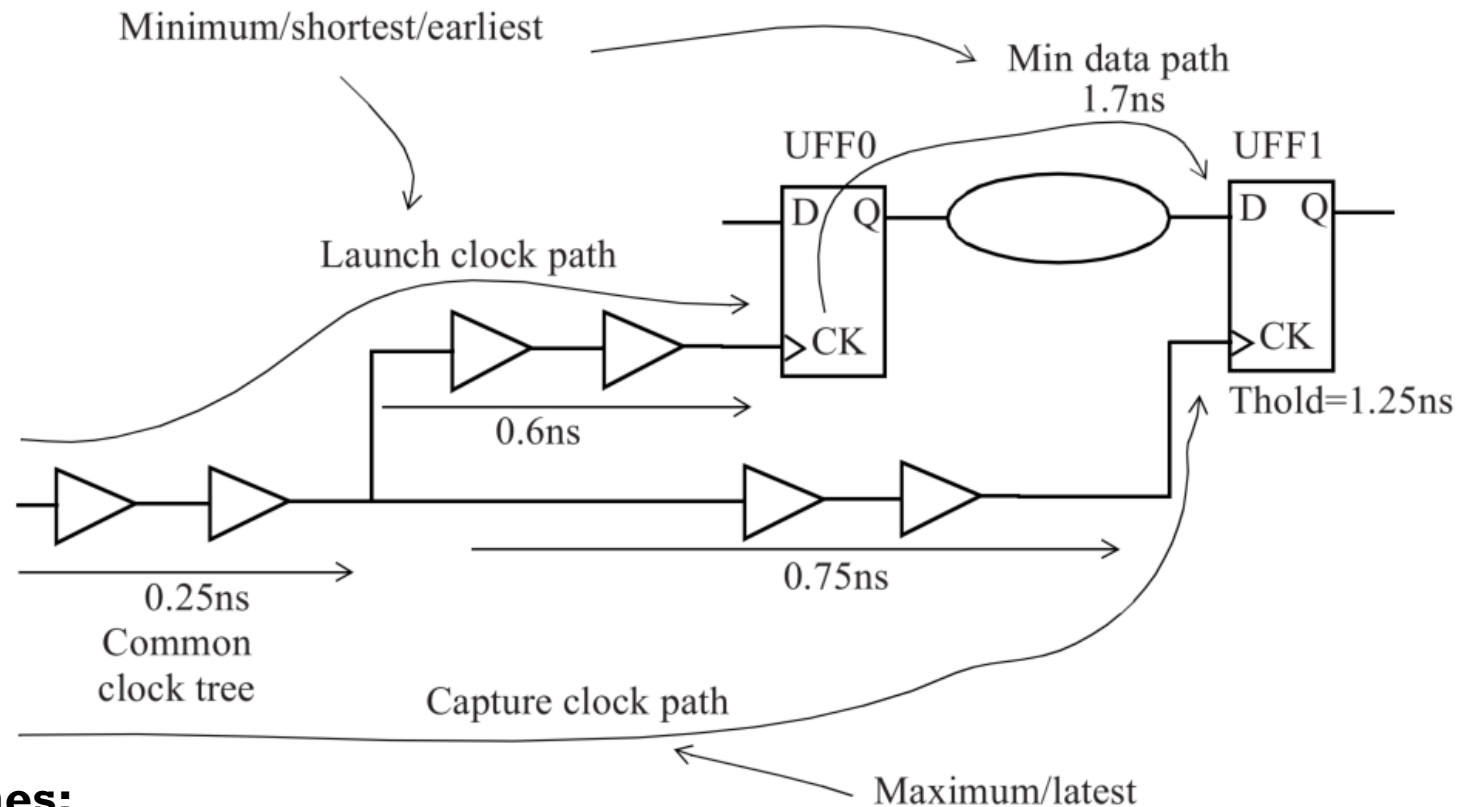 Minimum/shortest/earliest
Min data path
1.7ns
UFF0
UFF1
D
Q
D
Q
Launch clock path
CK
CK
Thold=1.25ns
0.6ns
0.75ns
0.25ns
Common
clock tree
Capture clock path
Maximum/latest